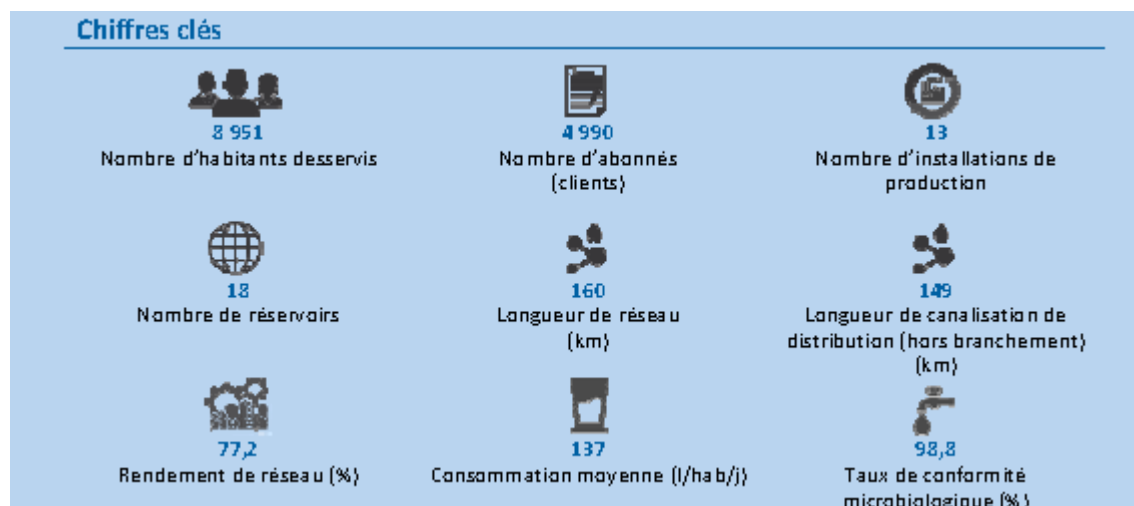 Chiffres clés
8 951
Nombre d'habitants desservis
4 990
Nombre d'abonnés
(clients)
13
Nombre d'installations de
production
18
Nombre de réservoirs
160
Longueur de réseau
(km)
149
Longueur de canalisation de
distribution (hors branchement)
(km)
77,2
Rendement de réseau (%)
137
Consommation moyenne (l/hab/j)
98,8
Taux de conformité
microbiologique (%)